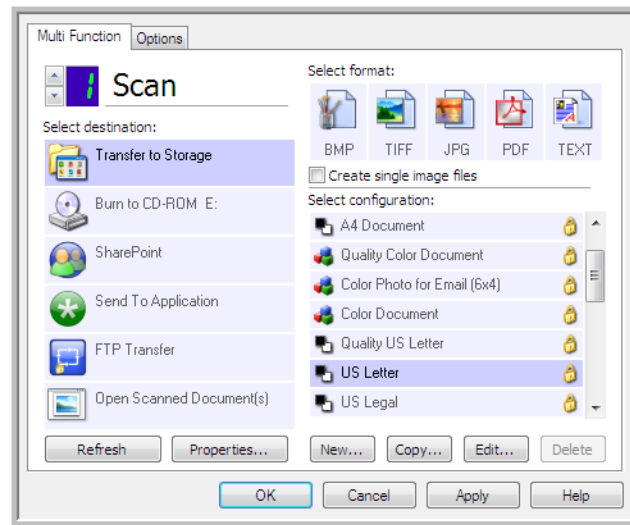 Multi Function
Options
1 Scan
Select destination:
Transfer to Storage
Burn to CD-ROM E:
SharePoint
Send To Application
FTP Transfer
Open Scanned Document(s)
Refresh
Properties...
Select format:
BMP TIFF JPG PDF TEXT
Create single image files
Select configuration:
A4 Document
Quality Color Document
Color Photo for Email (6x4)
Color Document
Quality US Letter
US Letter
US Legal
New... Copy... Edit... Delete
OK Cancel Apply Help